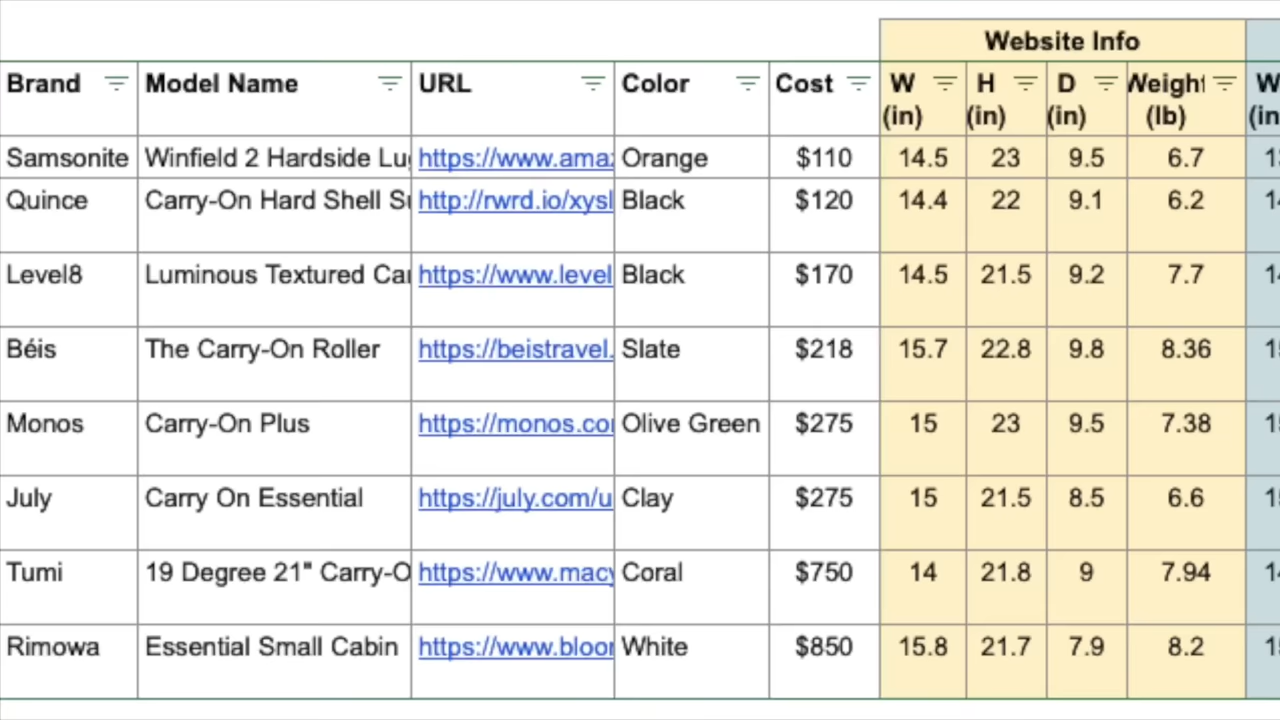 Website Info
Brand Model Name URL Color Cost W (in) H (in) D (in) Weight (lb) W (in
Samsonite Winfield 2 Hardside Lug https://www.amaz Orange $110 14.5 23 9.5 6.7
Quince Carry-On Hard Shell Su http://rwrd.io/xysl Black $120 14.4 22 9.1 6.2
Level8 Luminous Textured Car https://www.level Black $170 14.5 21.5 9.2 7.7
Béis The Carry-On Roller https://beistravel. Slate $218 15.7 22.8 9.8 8.36
Monos Carry-On Plus https://monos.co Olive Green $275 15 23 9.5 7.38
July Carry On Essential https://july.com/u Clay $275 15 21.5 8.5 6.6
Tumi 19 Degree 21" Carry-O https://www.macy Coral $750 14 21.8 9 7.94
Rimowa Essential Small Cabin https://www.bloo White $850 15.8 21.7 7.9 8.2